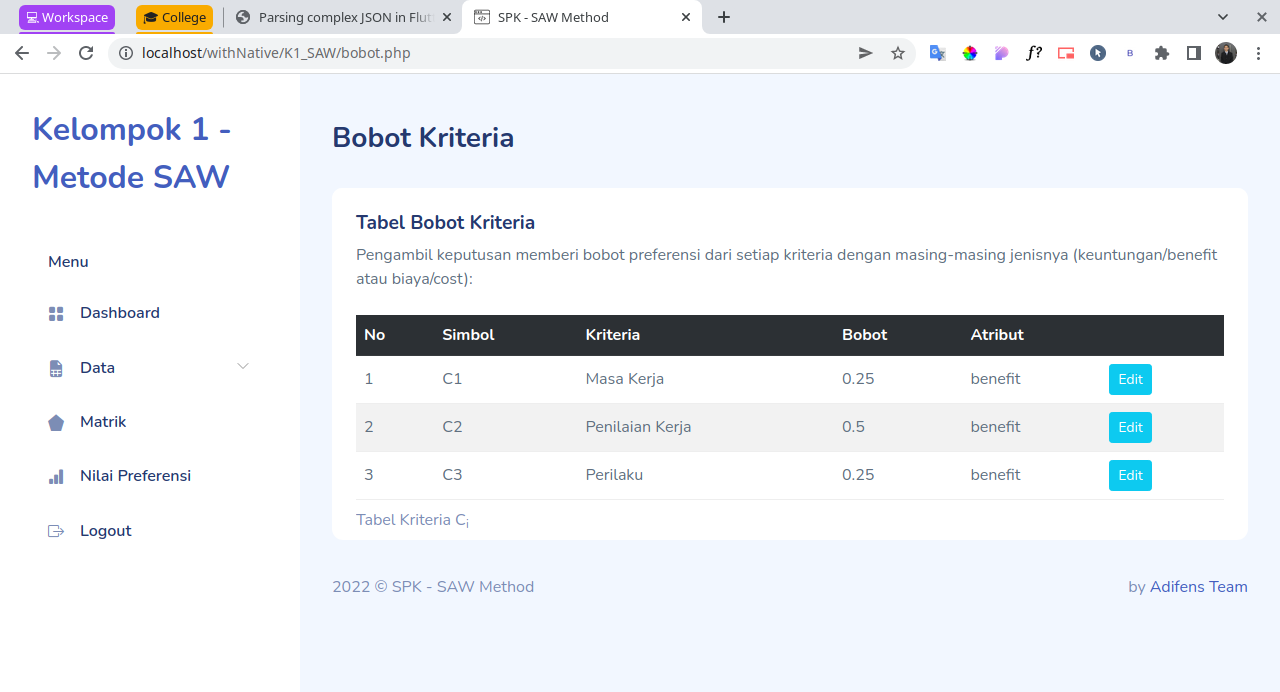 Workspace
College
Parsing complex JSON in Flut
SPK - SAW Method
localhost/withNative/K1_SAW/bobot.php
f?
B
Kelompok 1 -
Metode SAW
Menu
Dashboard
Data
Matrik
Nilai Preferensi
Logout
Bobot Kriteria
Tabel Bobot Kriteria
Pengambil keputusan memberi bobot preferensi dari setiap kriteria dengan masing-masing jenisnya (keuntungan/benefit
atau biaya/cost):
No Simbol Kriteria Bobot Atribut
1 C1 Masa Kerja 0.25 benefit Edit
2 C2 Penilaian Kerja 0.5 benefit Edit
3 C3 Perilaku 0.25 benefit Edit
Tabel Kriteria Ci
2022 © SPK - SAW Method by Adifens Team